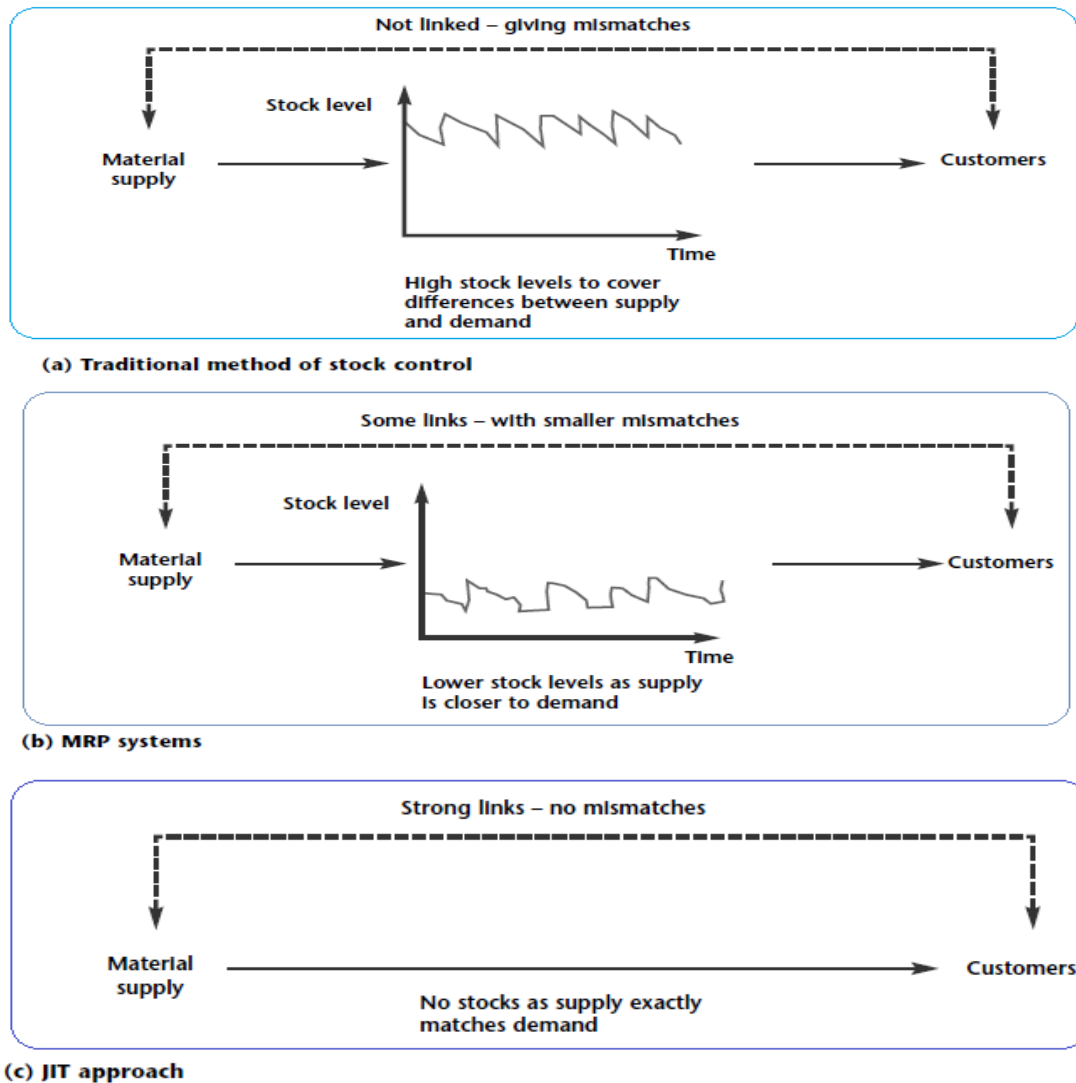 Not linked – giving mismatches
Stock level
Material
supply
Customers
Time
High stock levels to cover
differences between supply
and demand
(a) Traditional method of stock control
Some links – with smaller mismatches
Stock level
Material
supply
Customers
Time
Lower stock levels as supply
Is closer to demand
(b) MRP systems
Strong links – no mismatches
Material
supply
Customers
No stocks as supply exactly
matches demand
(c) JIT approach